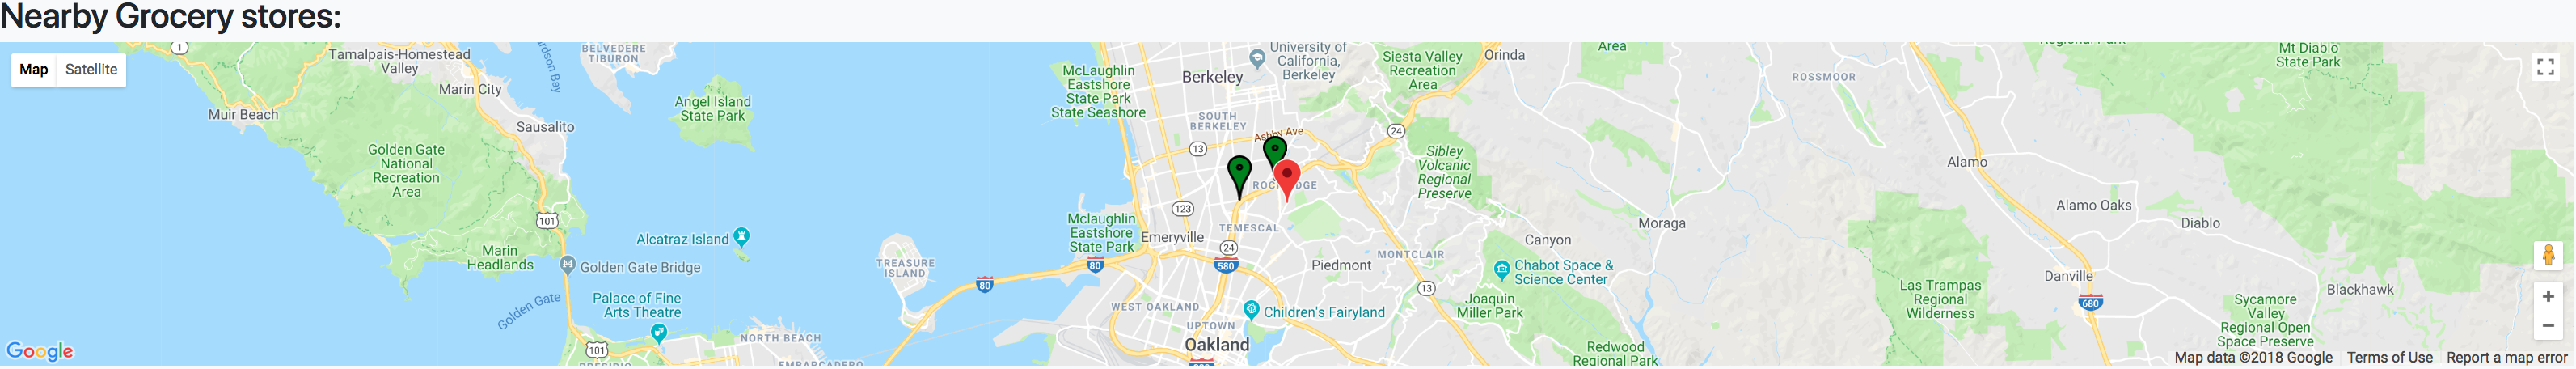 Nearby Grocery stores:
Map Satellite
1
Tamalpais-Homestead
Valley
BELVEDERE
TIBURON
Marin City
Muir Beach
Sausalito
Angel Island
State Park
Golden Gate
National
Recreation
Area
101
Marin
Headlands
Alcatraz Island
Golden Gate Bridge
Golden Gate
Palace of Fine
Arts Theatre
101
NORTH BEACH
TREASURE
ISLAND
80
McLaughlin
Eastshore
State Park
State Seashore
Berkeley
University of
California,
Berkeley
SOUTH
BERKELEY
Ashby Ave
13
24
Siesta Valley
Recreation
Area
Orinda
Area
Sibley
Volcanic
Regional
Preserve
123
Mclaughlin
Eastshore
State Park
Emeryville
TEMESCAL
24
80
580
Piedmont
MONTCLAIR
13
WEST OAKLAND
UPTOWN
Oakland
Children's Fairyland
Canyon
Chabot Space &
Science Center
Joaquin
Miller Park
Redwood
Regional Park
Moraga
ROSSMOOR
Alamo
Alamo Oaks
Diablo
Danville
680
Blackhawk
Las Trampas
Regional
Wilderness
Sycamore
Valley
Regional Open
Space Preserve
Mt Diablo
State Park
Google
Map data ©2018 Google Terms of Use Report a map error